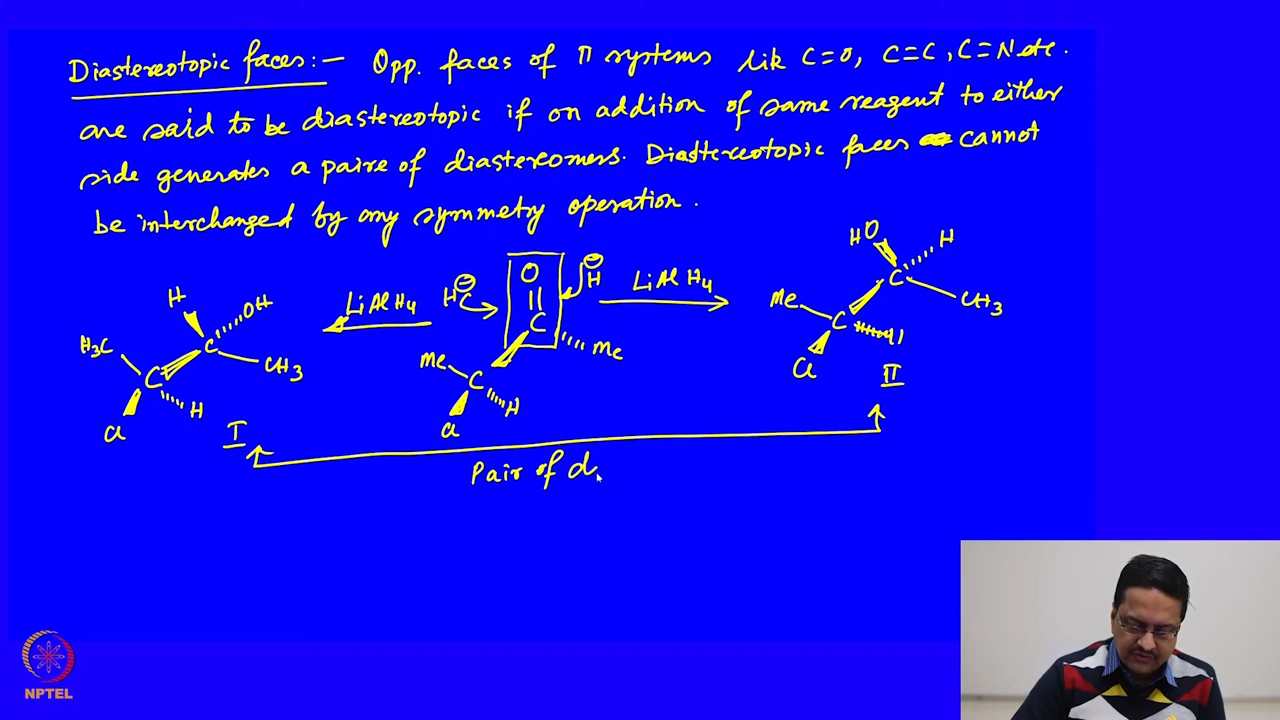 Diastereotopic faces:- Opp. faces of π systems lik C=O, C=C, C=N etc.
are said to be diastereotopic if on addition of same reagent to either
side generates a paire of diastereomers. Diastereotopic faces cannot
be interchanged by any symmetry operation.
HO H
H⊖ O H⊖ LiAlH4 C
H OH LiAlH4 Me CH3
C C Me C H
H3C CH3 Me Cl
C C H II
Cl H Cl
I
Pair of d
NPTEL